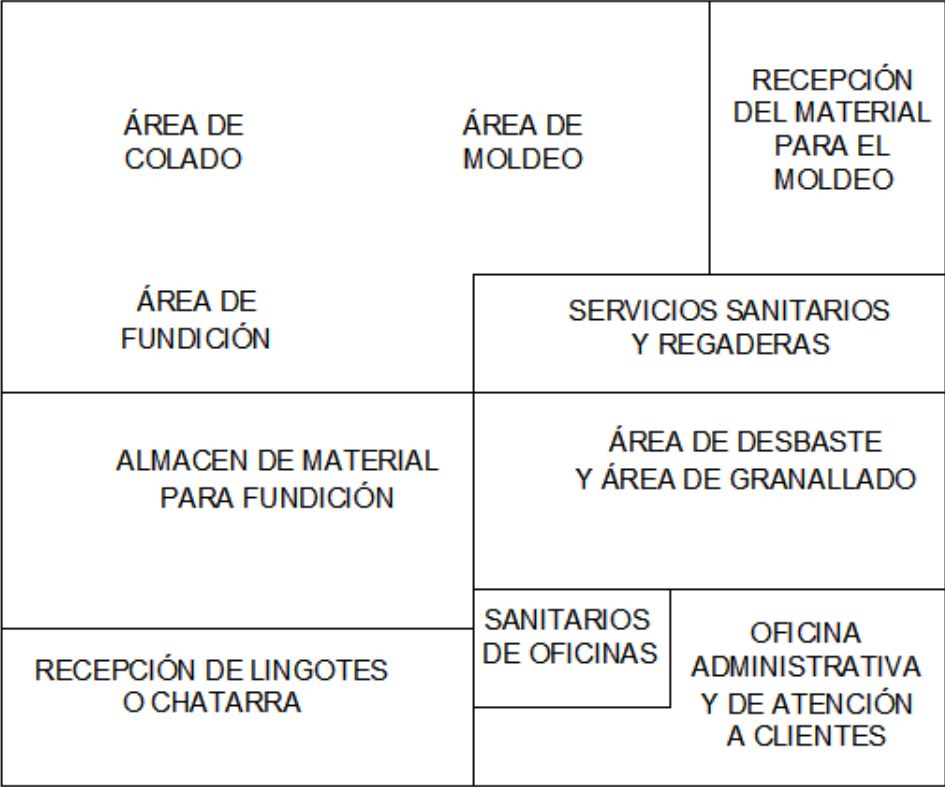 ÁREA DE
COLADO
ÁREA DE
MOLDEO
RECEPCIÓN
DEL MATERIAL
PARA EL
MOLDEO
ÁREA DE
FUNDICIÓN
SERVICIOS SANITARIOS
Y REGADERAS
ALMACEN DE MATERIAL
PARA FUNDICIÓN
ÁREA DE DESBASTE
Y ÁREA DE GRANALLADO
RECEPCIÓN DE LINGOTES
O CHATARRA
SANITARIOS
DE OFICINAS
OFICINA
ADMINISTRATIVA
Y DE ATENCIÓN
A CLIENTES